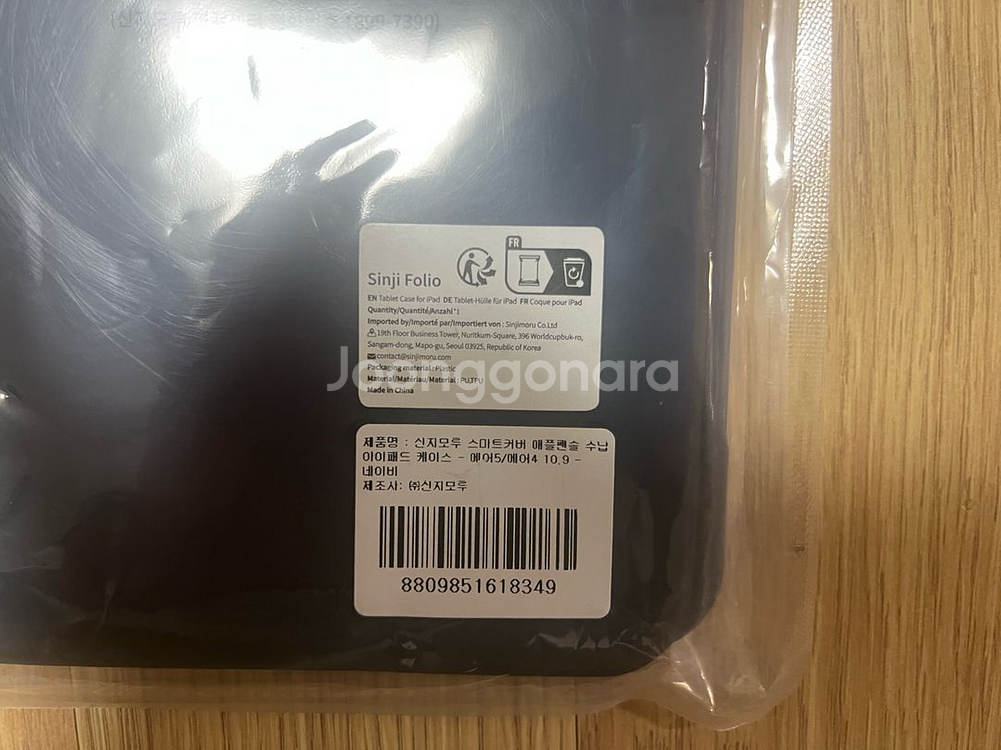 1899-7390)
FR
Sinji Folio
EN Tablet Case for iPad DE Tablet-Hülle für iPad FR Coque pour iPad
Quantity/Quantité/Anzahl*1
Imported by/Importé par/Importiert von : Sinjimoru Co.Ltd
19th Floor Business Tower, Nuritkum-Square, 396 Worldcupbuk-ro,
Sangam-dong, Mapo-gu, Seoul 03925, Republic of Korea
contact@sinjimoru.com
Packaging material : Plastic
Material/Matériau/Material : PU,TPU
Made in China
Joonggonara
제품명 : 신지모루 스마트커버 애플펜슬 수납
아이패드 케이스 - 에어5/에어4 10.9 -
네이비
제조사: ㈜신지모루
8809851618349